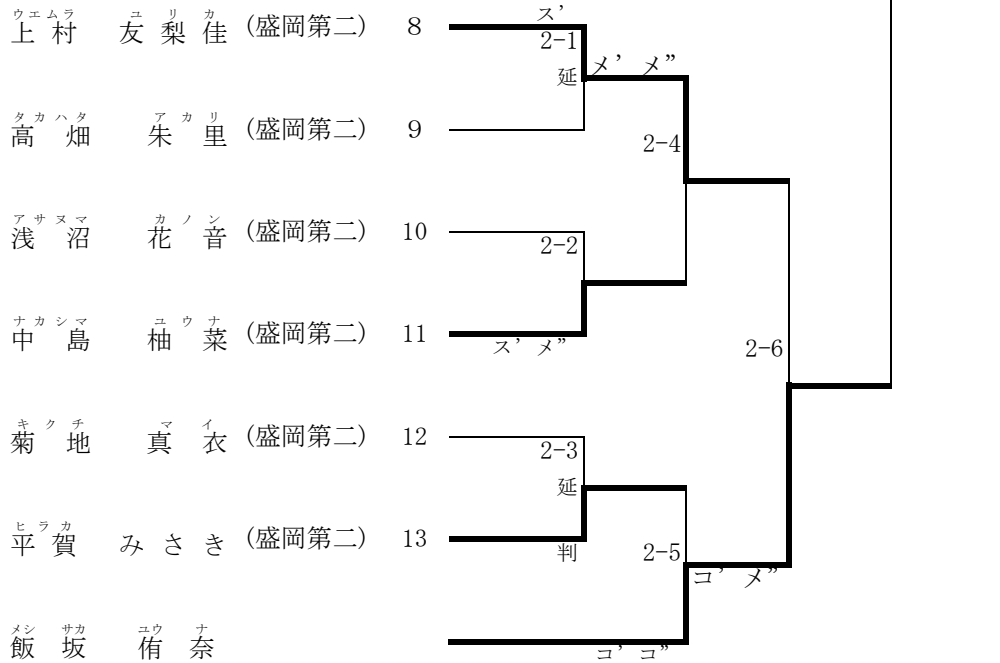 ウエムラ ユリカ
上村 友梨佳 (盛岡第二) 8
ス'
2-1
延
メ' メ"
タカハタ アカリ
高畑 朱里 (盛岡第二) 9
2-4
アサヌマ カノン
浅沼 花音 (盛岡第二) 10
2-2
ナカシマ ユウナ
中島 柚菜 (盛岡第二) 11
ス' メ"
2-6
キクチ マイ
菊地 真衣 (盛岡第二) 12
2-3
延
ヒラカ
平賀 みさき (盛岡第二) 13
判
2-5
コ' メ"
メシ サカ ユウ ナ
飯坂 侑奈
コ' コ"